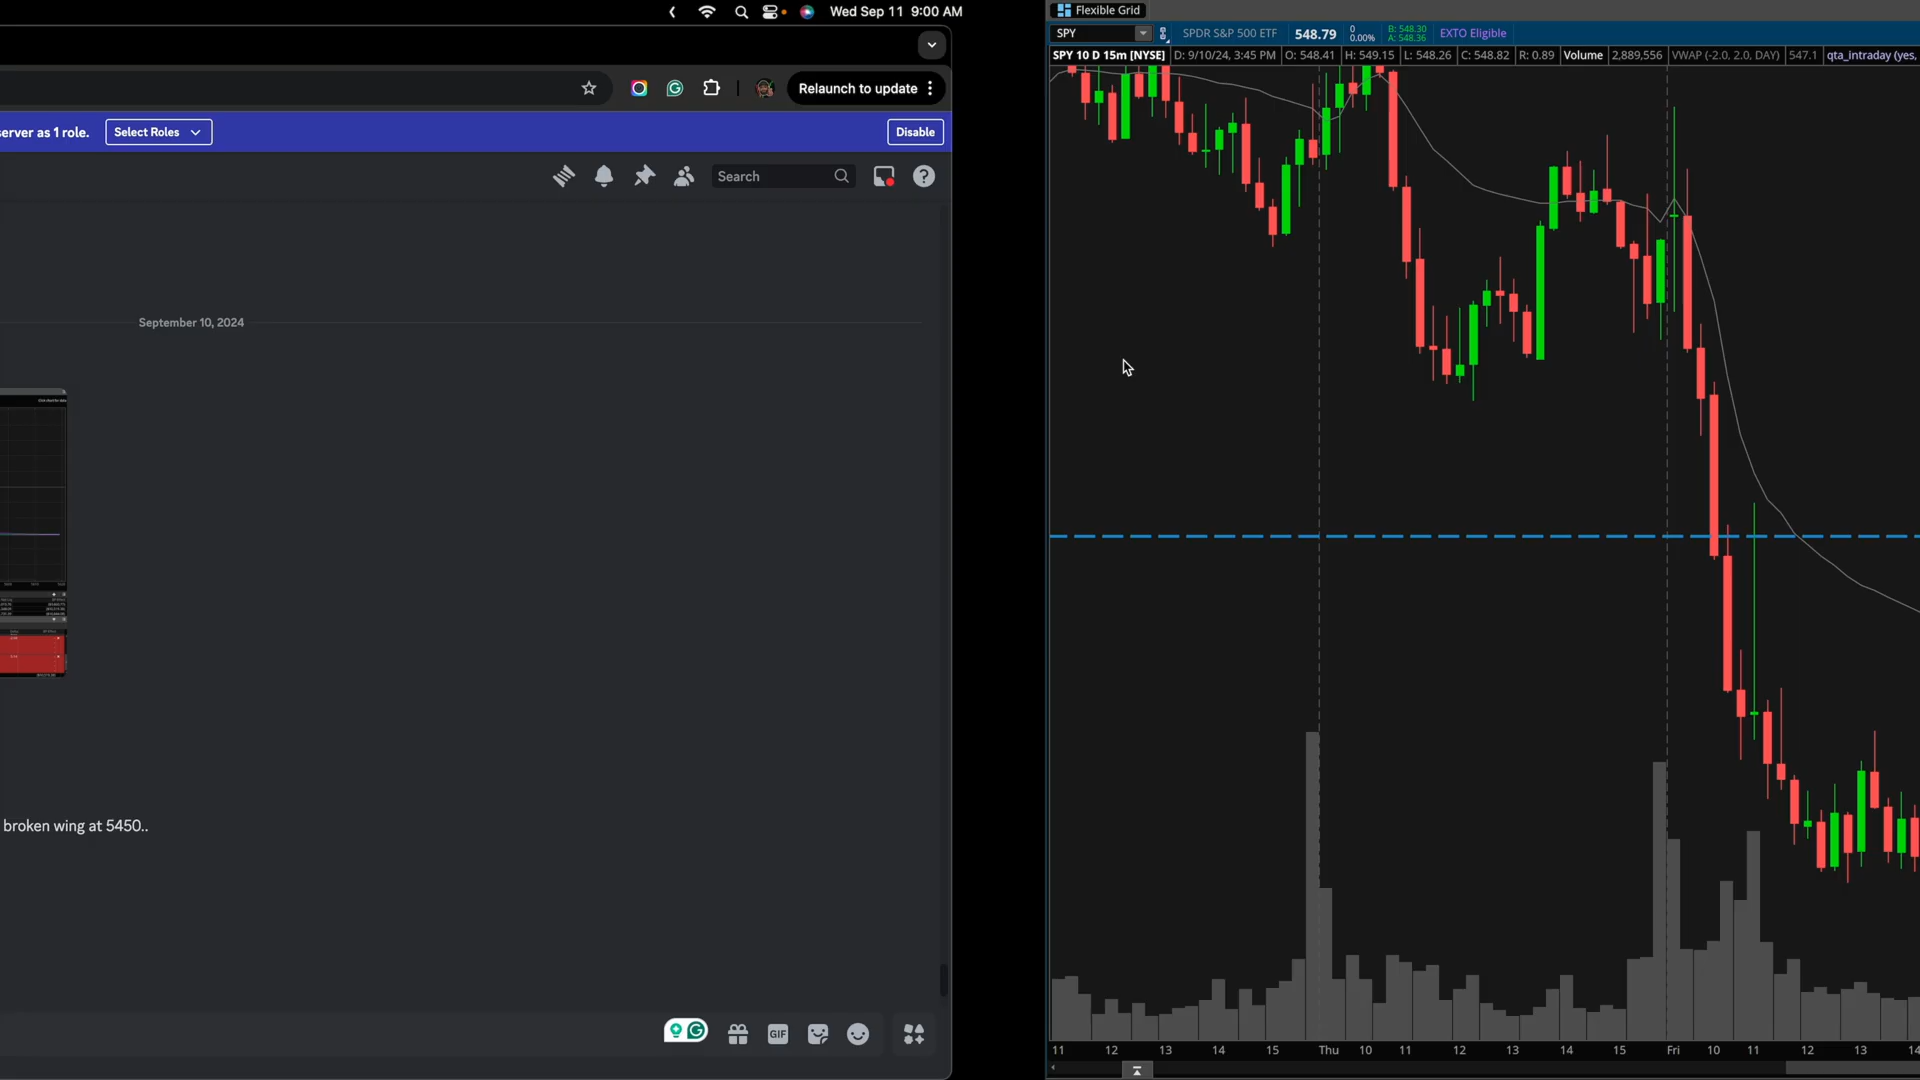 Wed Sep 11 9:00 AM
Relaunch to update
server as 1 role.
Select Roles
Disable
Search
September 10, 2024
broken wing at 5450..
GIF
Flexible Grid
SPY
SPDR S&P 500 ETF
548.79
0
0.00%
B: 548.30
A: 548.36
EXTO Eligible
SPY 10 D 15m [NYSE]
D: 9/10/24, 3:45 PM
O: 548.41
H: 549.15
L: 548.26
C: 548.82
R: 0.89
Volume
2,889,556
VWAP (-2.0, 2.0, DAY)
547.1
qta_intraday (yes,
11 12 13 14 15 Thu 10 11 12 13 14 15 Fri 10 11 12 13 14